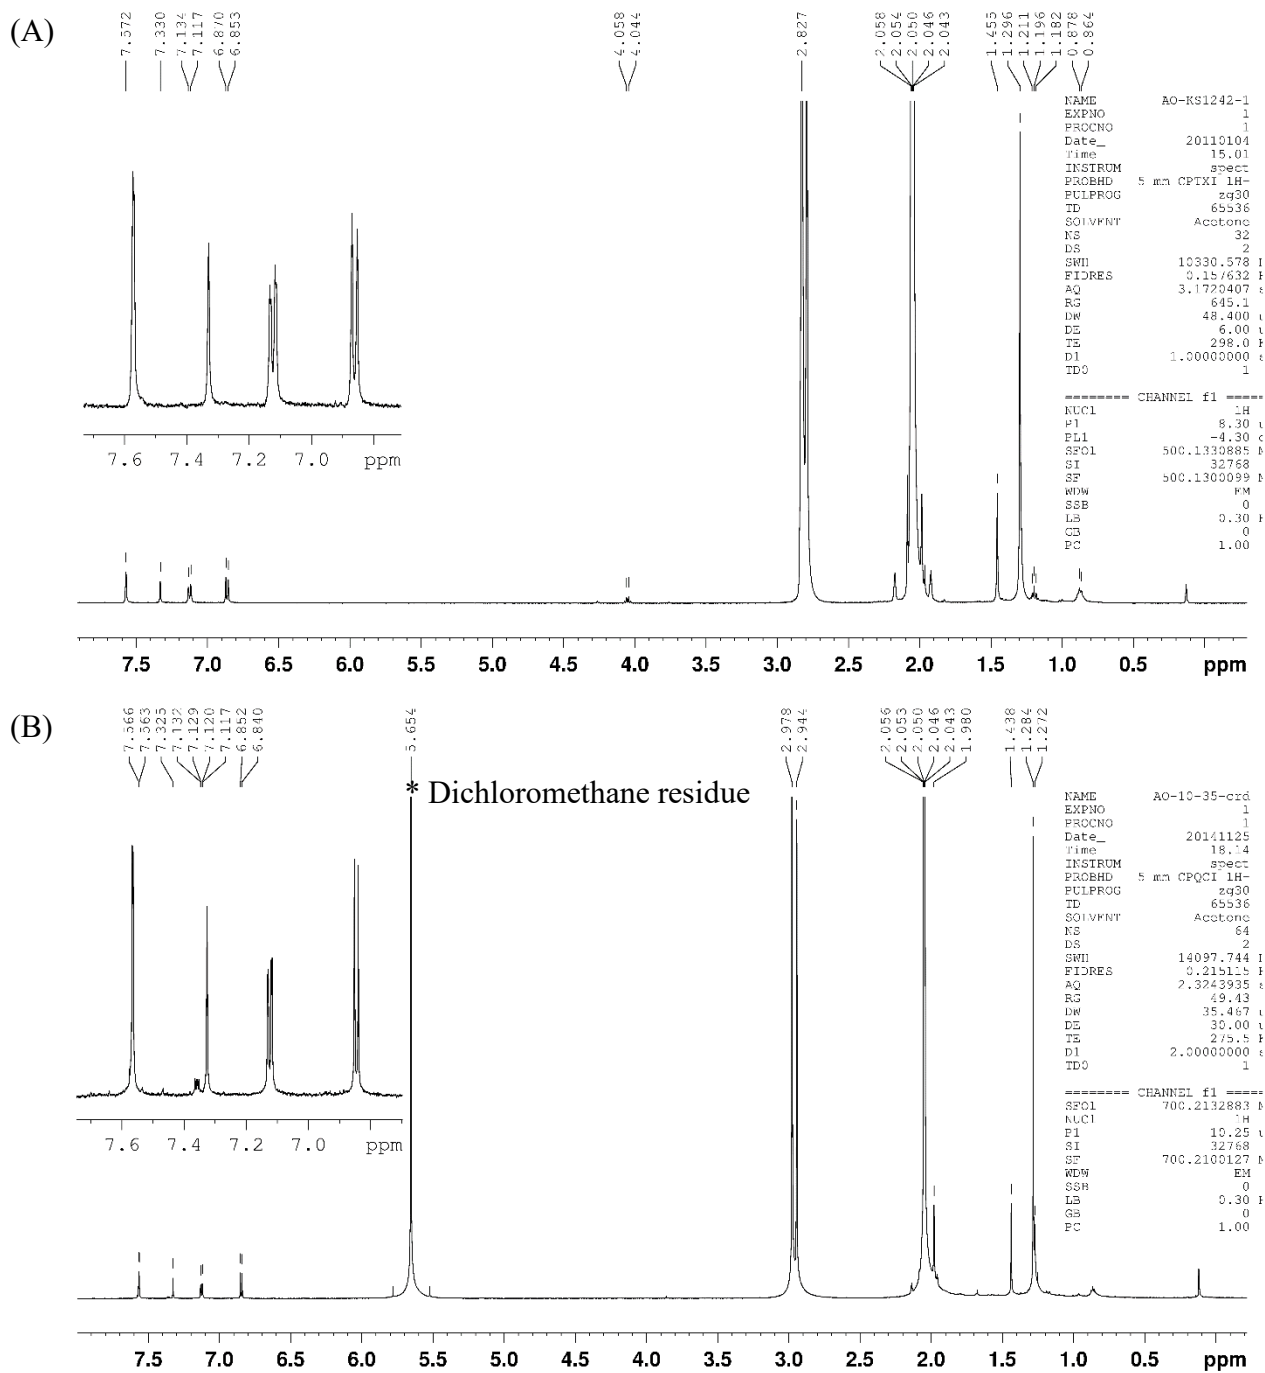 (A)
7.572
7.330
7.134
7.117
6.870
6.853
4.058
4.044
2.827
2.058
2.054
2.050
2.046
2.043
1.455
1.296
1.211
1.196
1.182
0.878
0.864
NAME AO-KS1242-1
EXPNO 1
PROCNO 1
Date_ 20110104
Time 15.01
INSTRUM spect
PROBHD 5 mm CPTXI 1H-
PULPROG zg30
TD 65536
SOLVENT Acetone
NS 32
DS 2
SWH 10330.578 H
FIDRES 0.157632 H
AQ 3.1720407 s
RG 645.1
DW 48.400 u
DE 6.00 u
TE 298.0 K
D1 1.00000000 s
TD0 1
======== CHANNEL f1 =====
NUC1 1H
P1 8.30 u
PL1 -4.30 d
SFO1 500.1330885 M
SI 32768
SF 500.1300099 M
WDW EM
SSB 0
LB 0.30 H
GB 0
PC 1.00
7.6 7.4 7.2 7.0 ppm
7.5 7.0 6.5 6.0 5.5 5.0 4.5 4.0 3.5 3.0 2.5 2.0 1.5 1.0 0.5 ppm
(B)
7.566
7.563
7.325
7.132
7.129
7.120
7.117
6.852
6.840
5.654
2.978
2.944
2.056
2.053
2.050
2.046
2.043
1.980
1.438
1.284
1.272
* Dichloromethane residue
NAME AO-10-35-crd
EXPNO 1
PROCNO 1
Date_ 20141125
Time 18.14
INSTRUM spect
PROBHD 5 mm CPQCI 1H-
PULPROG zg30
TD 65536
SOLVENT Acetone
NS 64
DS 2
SWH 14097.744 H
FIDRES 0.215115 H
AQ 2.3243935 s
RG 49.43
DW 35.467 u
DE 30.00 u
TE 275.5 K
D1 2.00000000 s
TD0 1
======== CHANNEL f1 =====
SFO1 700.2132883 M
NUC1 1H
P1 10.25 u
SI 32768
SF 700.2100127 M
WDW EM
SSB 0
LB 0.30 H
GB 0
PC 1.00
7.6 7.4 7.2 7.0 ppm
7.5 7.0 6.5 6.0 5.5 5.0 4.5 4.0 3.5 3.0 2.5 2.0 1.5 1.0 0.5 ppm